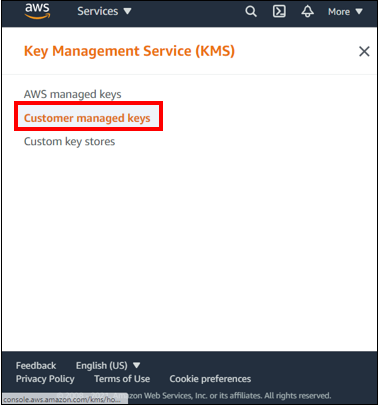 aws Services ▼ More ▼
Key Management Service (KMS) ✕
AWS managed keys
Customer managed keys
Custom key stores
Feedback English (US) ▼
Privacy Policy Terms of Use Cookie preferences
console.aws.amazon.com/kms/ho... Web Services, Inc. or its affiliates. All rights reserved.